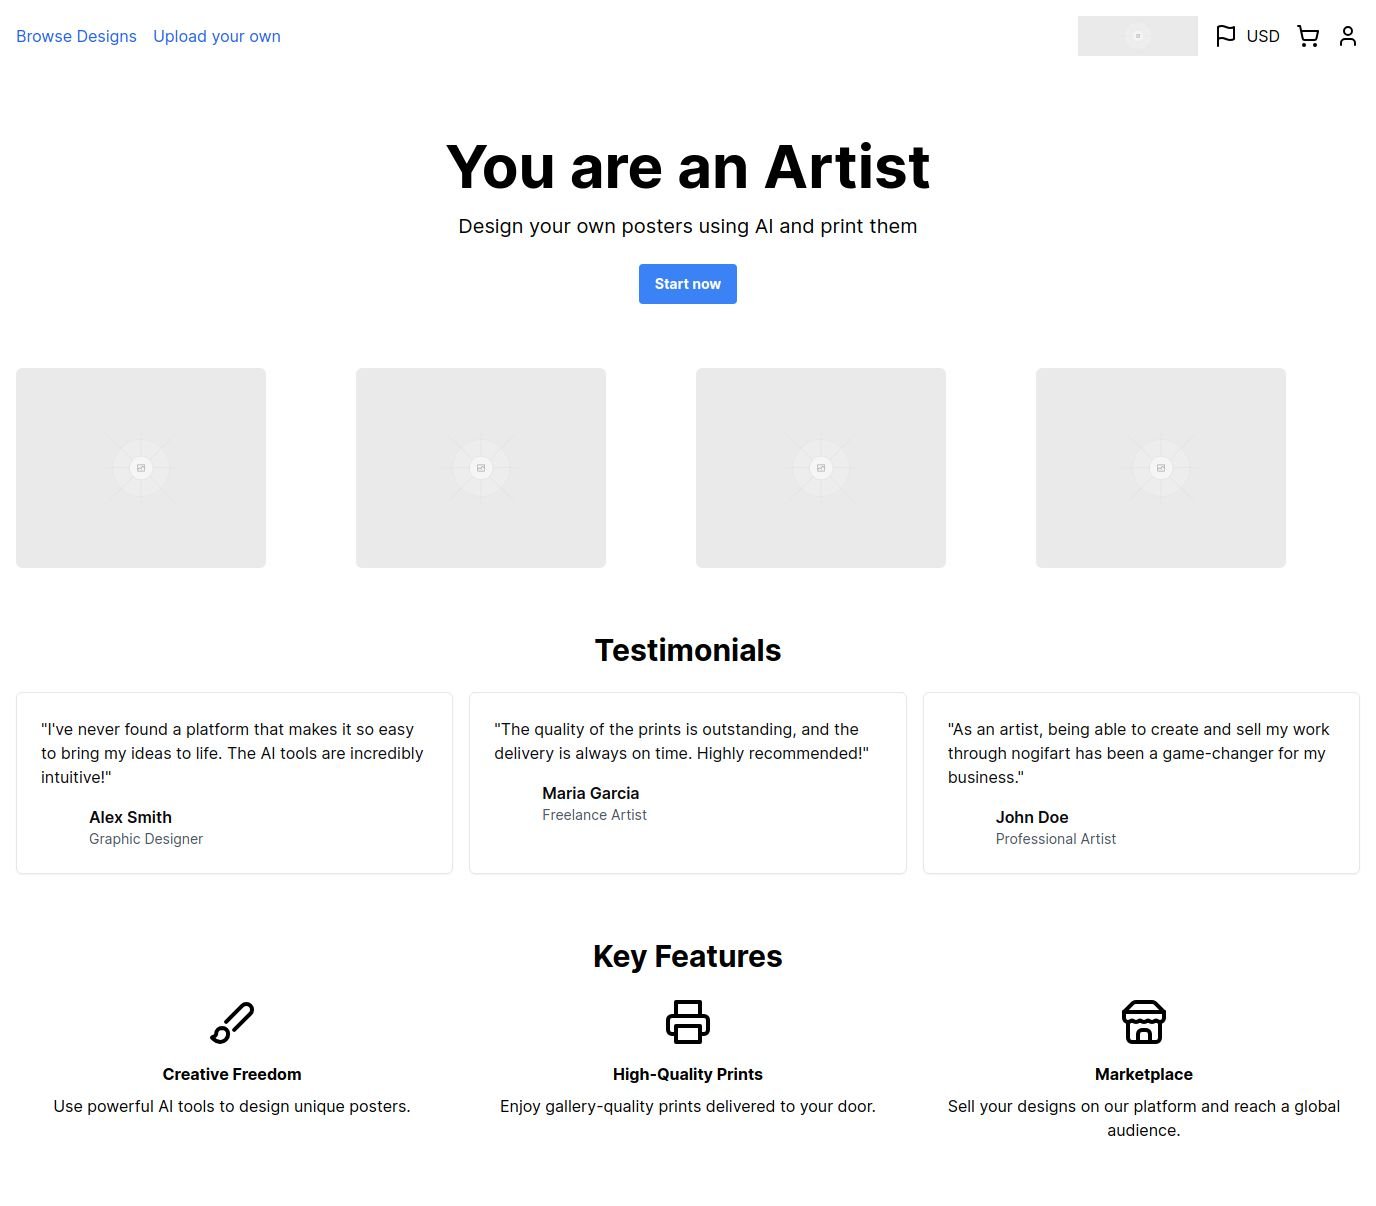 Browse Designs Upload your own USD
You are an Artist
Design your own posters using AI and print them
Start now
Testimonials
"I've never found a platform that makes it so easy
to bring my ideas to life. The AI tools are incredibly
intuitive!"
Alex Smith
Graphic Designer
"The quality of the prints is outstanding, and the
delivery is always on time. Highly recommended!"
Maria Garcia
Freelance Artist
"As an artist, being able to create and sell my work
through nogifart has been a game-changer for my
business."
John Doe
Professional Artist
Key Features
Creative Freedom
Use powerful AI tools to design unique posters.
High-Quality Prints
Enjoy gallery-quality prints delivered to your door.
Marketplace
Sell your designs on our platform and reach a global
audience.